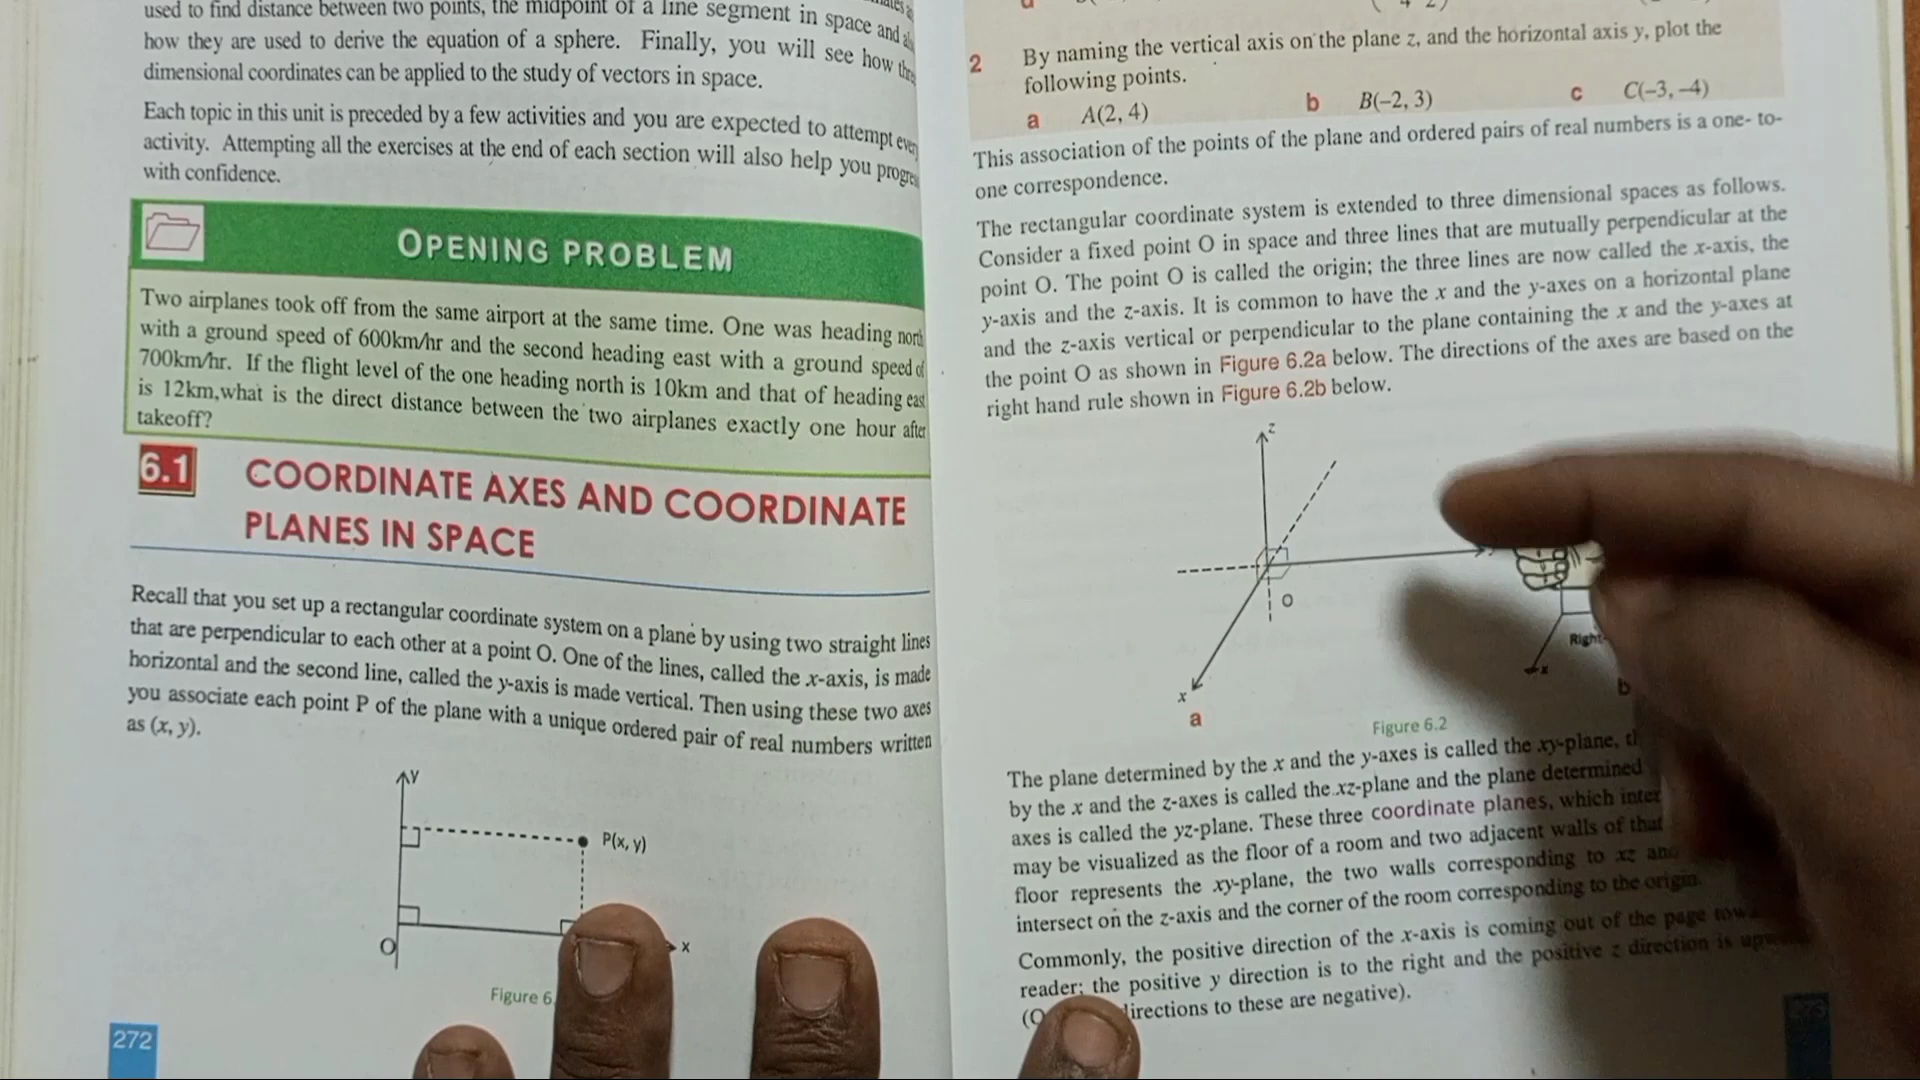 used to find distance between two points, the midpoint of a line segment in space and
how they are used to derive the equation of a sphere. Finally, you will see how
dimensional coordinates can be applied to the study of vectors in space.
Each topic in this unit is preceded by a few activities and you are expected to attempt
activity. Attempting all the exercises at the end of each section will also help you
with confidence.
OPENING PROBLEM
Two airplanes took off from the same airport at the same time. One was heading
with a ground speed of 600km/hr and the second heading east with a ground speed of
700km/hr. If the flight level of the one heading north is 10km and that of heading
is 12km,what is the direct distance between the two airplanes exactly one hour after
takeoff?
6.1 COORDINATE AXES AND COORDINATE
PLANES IN SPACE
Recall that you set up a rectangular coordinate system on a plane by using two straight lines
that are perpendicular to each other at a point O. One of the lines, called the x-axis, is made
horizontal and the second line, called the y-axis is made vertical. Then using these two axes
you associate each point P of the plane with a unique ordered pair of real numbers written
as (x, y).
y
P(x, y)
O
x
Figure 6
272
2 By naming the vertical axis on the plane z, and the horizontal axis y, plot the
following points.
a A(2, 4) b B(–2, 3) c C(–3, –4)
This association of the points of the plane and ordered pairs of real numbers is a one- to-
one correspondence.
The rectangular coordinate system is extended to three dimensional spaces as follows.
Consider a fixed point O in space and three lines that are mutually perpendicular at the
point O. The point O is called the origin; the three lines are now called the x-axis, the
y-axis and the z-axis. It is common to have the x and the y-axes on a horizontal plane
and the z-axis vertical or perpendicular to the plane containing the x and the y-axes at
the point O as shown in Figure 6.2a below. The directions of the axes are based on the
right hand rule shown in Figure 6.2b below.
z
O
Right
x
x
b
a
Figure 6.2
The plane determined by the x and the y-axes is called the xy-plane,
by the x and the z-axes is called the xz-plane and the plane determined
axes is called the yz-plane. These three coordinate planes, which
may be visualized as the floor of a room and two adjacent walls of that
floor represents the xy-plane, the two walls corresponding to xz and
intersect on the z-axis and the corner of the room corresponding to the origin.
Commonly, the positive direction of the x-axis is coming out of the page
reader; the positive y direction is to the right and the positive z direction is
directions to these are negative).